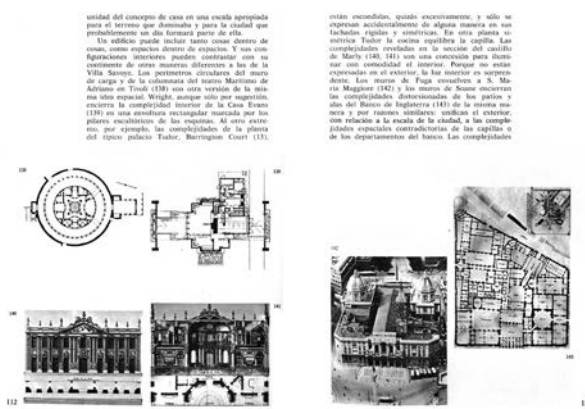 unidad del concepto de casa en una escala apropiada
para el terreno que dominaba y para la ciudad que
probablemente un día formará parte de ella.
Un edificio puede incluir tanto cosas dentro de
cosas, como espacios dentro de espacios. Y sus con-
figuraciones interiores pueden contrastar con su
continente de otras maneras diferentes a las de la
Villa Savoye. Los perímetros circulares del muro
de carga y de la columnata del teatro Marítimo de
Adriano en Tívoli (138) son otra versión de la mis-
ma idea espacial. Wright, aunque sólo por sugestión,
encierra la complejidad interior de la Casa Evans
(139) en una envoltura rectangular marcada por los
pilares escultóricos de las esquinas. Al otro extre-
mo, por ejemplo, las complejidades de la planta
del típico palacio Tudor, Barrington Court (13),
138
139
140
141
112
están escondidas, quizás excesivamente, y sólo se
expresan accidentalmente de alguna manera en sus
fachadas rígidas y simétricas. En otra planta si-
métrica Tudor la cocina equilibra la capilla. Las
complejidades reveladas en la sección del castillo
de Marly (140, 141) son una concesión para ilumi-
nar con comodidad el interior. Porque no están
expresadas en el exterior, la luz interior es sorpren-
dente. Los muros de Fuga envuelven a S. Ma-
ria Maggiore (142) y los muros de Soane encierran
las complejidades distorsionadas de los patios y
alas del Banco de Inglaterra (143) de la misma ma-
nera y por razones similares: unifican el exterior,
con relación a la escala de la ciudad, a las comple-
jidades espaciales contradictorias de las capillas o
de los departamentos del banco. Las complejidades
142
143